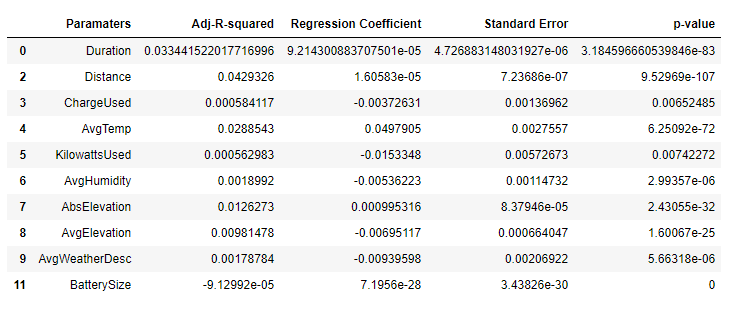 Paramaters Adj-R-squared Regression Coefficient Standard Error p-value
0 Duration 0.033441522017716996 9.214300883707501e-05 4.726883148031927e-06 3.184596660539846e-83
2 Distance 0.0429326 1.60583e-05 7.23686e-07 9.52969e-107
3 ChargeUsed 0.000584117 -0.00372631 0.00136962 0.00652485
4 AvgTemp 0.0288543 0.0497905 0.0027557 6.25092e-72
5 KilowattsUsed 0.000562983 -0.0153348 0.00572673 0.00742272
6 AvgHumidity 0.0018992 -0.00536223 0.00114732 2.99357e-06
7 AbsElevation 0.0126273 0.000995316 8.37946e-05 2.43055e-32
8 AvgElevation 0.00981478 -0.00695117 0.000664047 1.60067e-25
9 AvgWeatherDesc 0.00178784 -0.00939598 0.00206922 5.66318e-06
11 BatterySize -9.12992e-05 7.1956e-28 3.43826e-30 0